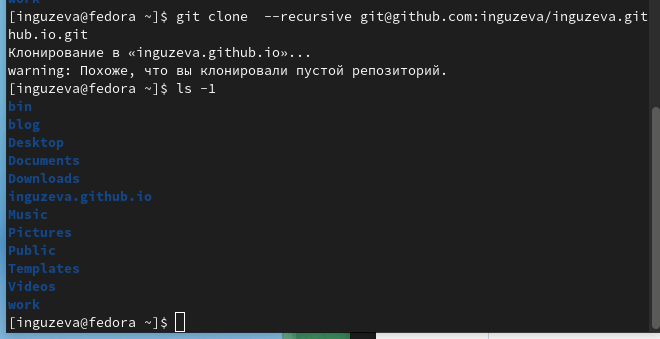 [inguzeva@fedora ~]$ git clone  --recursive git@github.com:inguzeva/inguzeva.git
hub.io.git
Клонирование в «inguzeva.github.io»...
warning: Похоже, что вы клонировали пустой репозиторий.
[inguzeva@fedora ~]$ ls -1
bin
blog
Desktop
Documents
Downloads
inguzeva.github.io
Music
Pictures
Public
Templates
Videos
work
[inguzeva@fedora ~]$